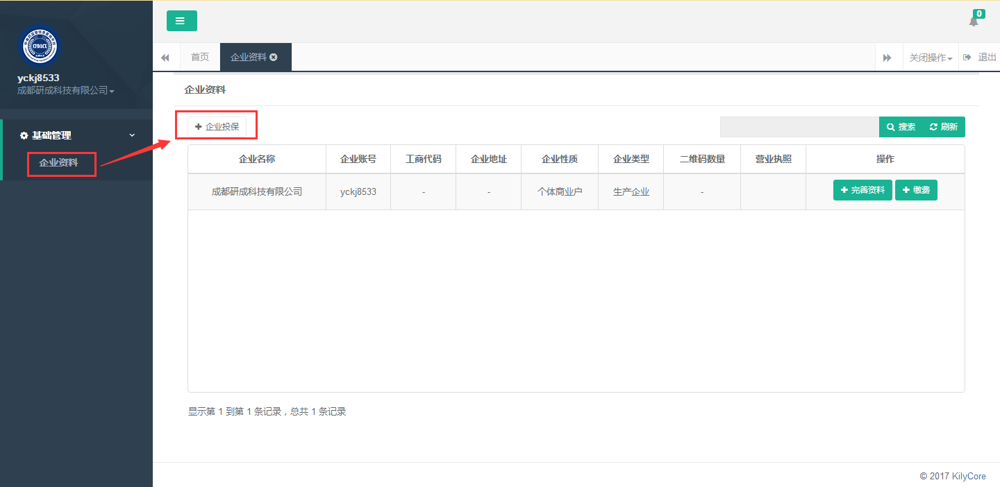 CFDACX
yckj8533
成都研成科技有限公司
基础管理
企业资料
0
首页
企业资料
关闭操作
退出
企业资料
企业投保
搜索
刷新
企业名称 企业账号 工商代码 企业地址 企业性质 企业类型 二维码数量 营业执照 操作
成都研成科技有限公司 yckj8533 - - 个体商业户 生产企业 - 完善资料 缴费
显示第 1 到第 1 条记录，总共 1 条记录
© 2017 KilyCore